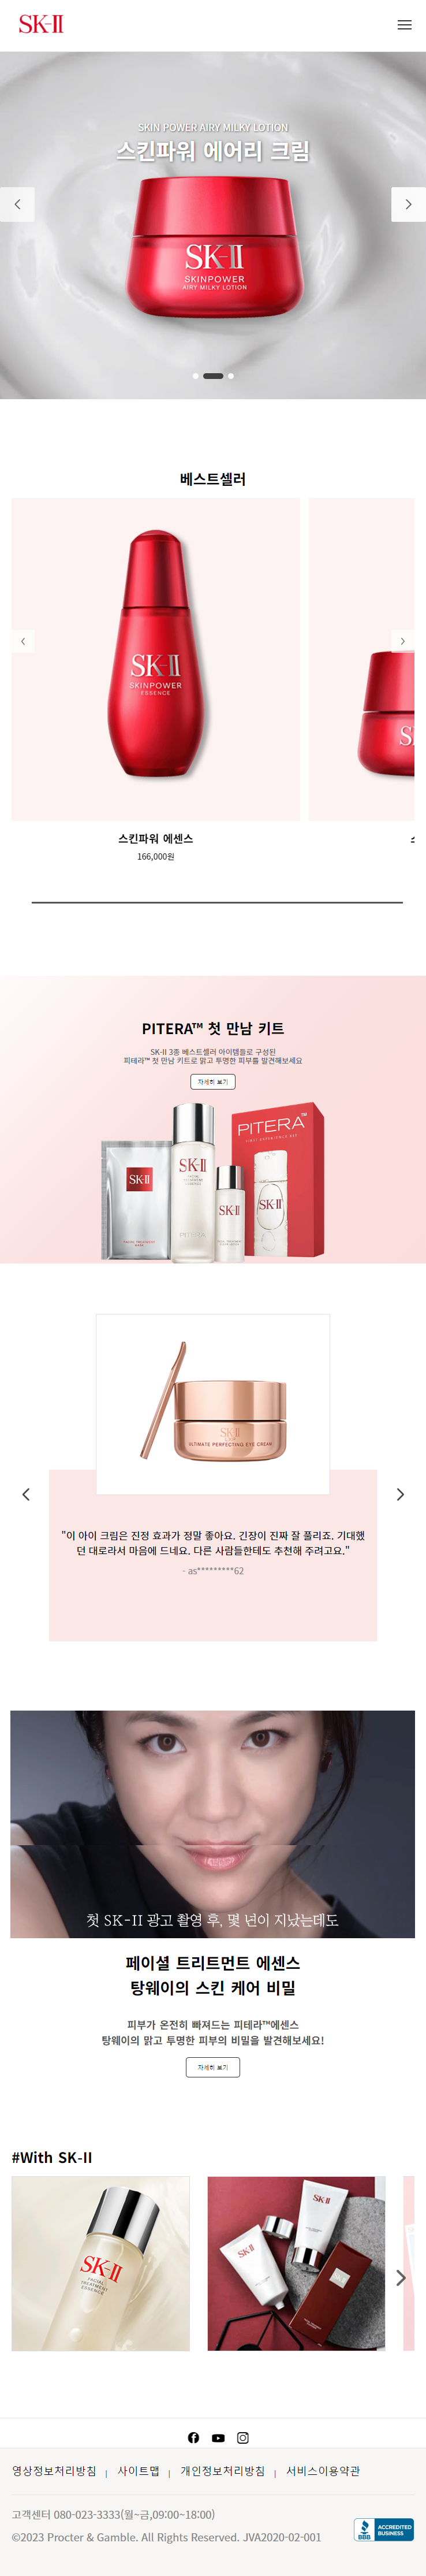 SK-II
SKIN POWER AIRY MILKY LOTION
스킨파워 에어리 크림
SK-II
SKINPOWER
AIRY MILKY LOTION
베스트셀러
SK-II
SKINPOWER
ESSENCE
스킨파워 에센스
166,000원
PITERA™ 첫 만남 키트
SK-II 3종 베스트셀러 아이템들로 구성된
피테라™ 첫 만남 키트로 맑고 투명한 피부를 발견해보세요
자세히 보기
PITERA™
FIRST EXPERIENCE KIT
SK-II
SK-II
FACIAL
TREATMENT
ESSENCE
PITERA
SK-II
SK-II
FACIAL TREATMENT
MASK
SK-II
LXP
ULTIMATE PERFECTING EYE CREAM
"이 아이 크림은 진정 효과가 정말 좋아요. 긴장이 진짜 잘 풀리죠. 기대했
던 대로라서 마음에 드네요. 다른 사람들한테도 추천해 주려고요."
- as*********62
첫 SK-II 광고 촬영 후, 몇 년이 지났는데도
페이셜 트리트먼트 에센스
탕웨이의 스킨 케어 비밀
피부가 온전히 빠져드는 피테라™에센스
탕웨이의 맑고 투명한 피부의 비밀을 발견해보세요!
자세히 보기
#With SK-II
SK-II
FACIAL
TREATMENT
ESSENCE
SK-II
SK-II
영상정보처리방침 | 사이트맵 | 개인정보처리방침 | 서비스이용약관
고객센터 080-023-3333(월~금,09:00~18:00)
©2023 Procter & Gamble. All Rights Reserved. JVA2020-02-001
BBB
ACCREDITED
BUSINESS